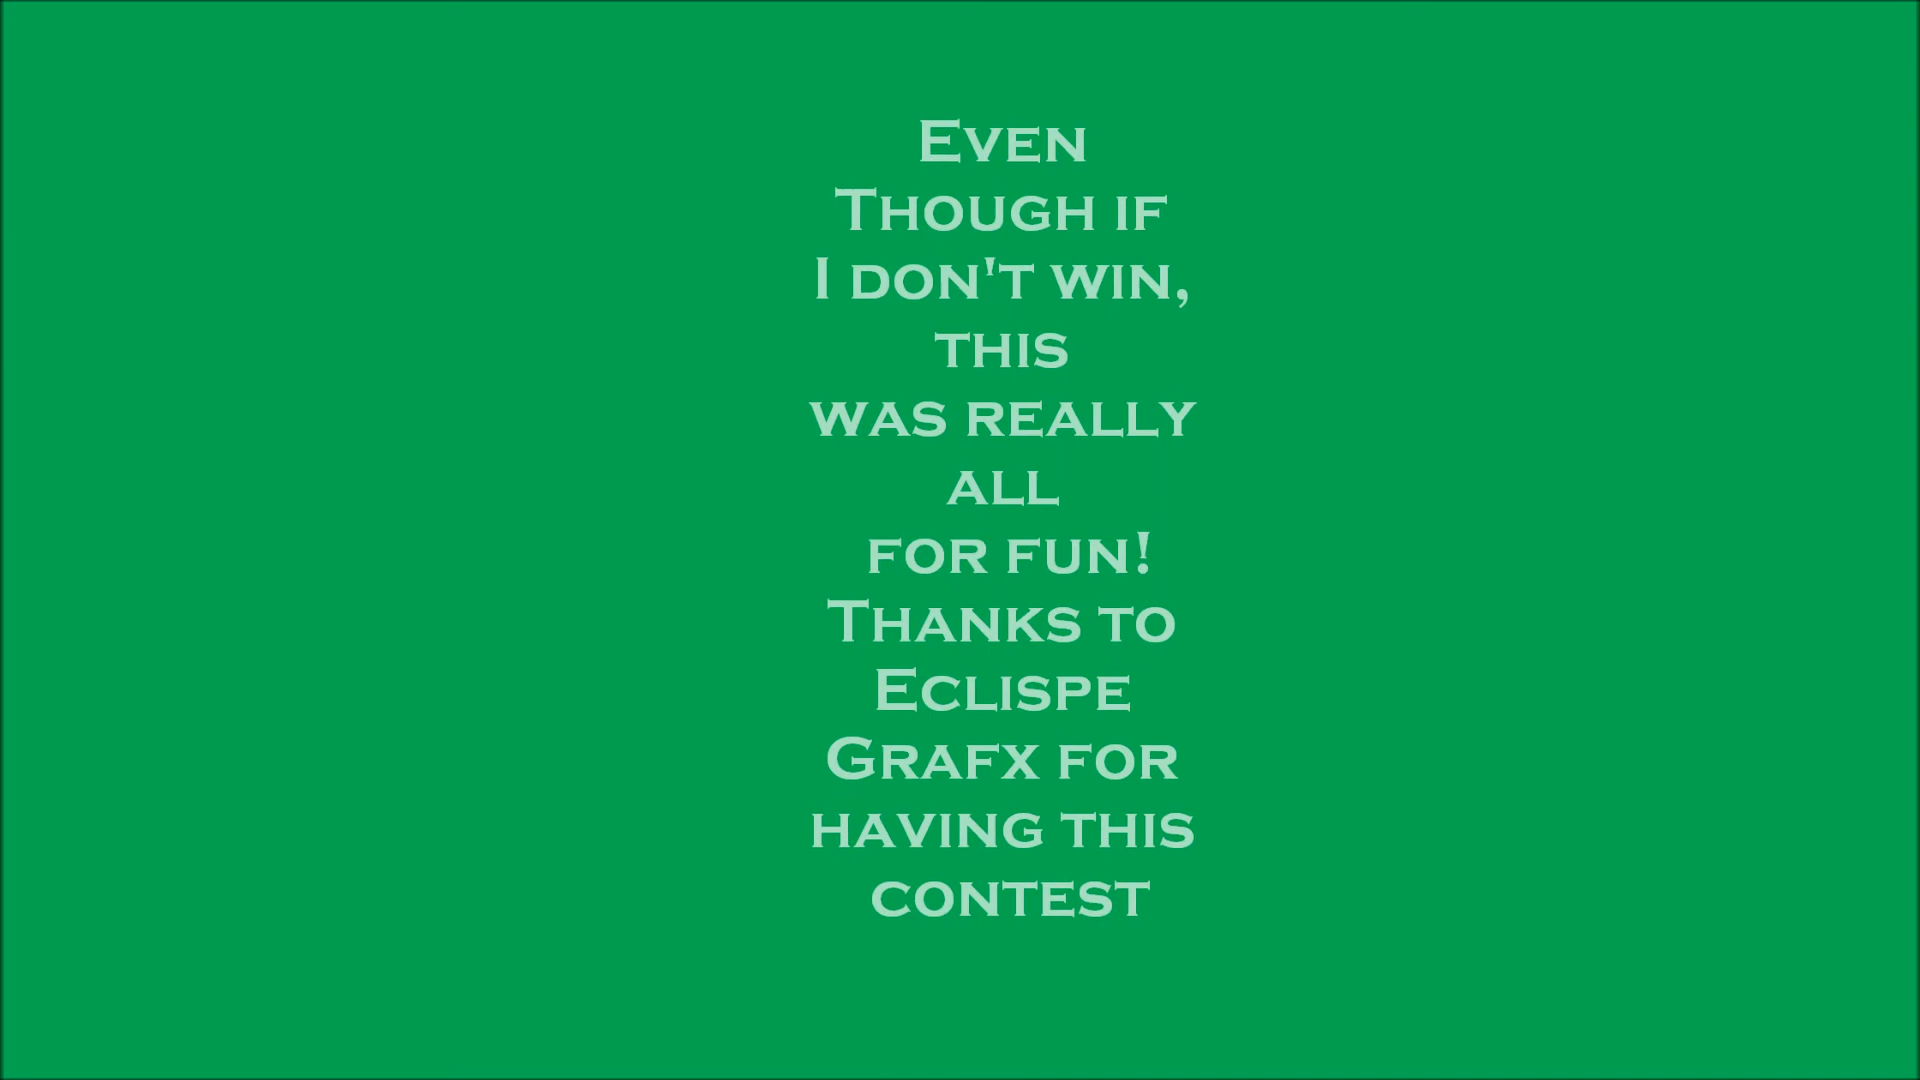 Even
Though if
I don't win,
this
was really
all
for fun!
Thanks to
Eclispe
Grafx for
having this
contest